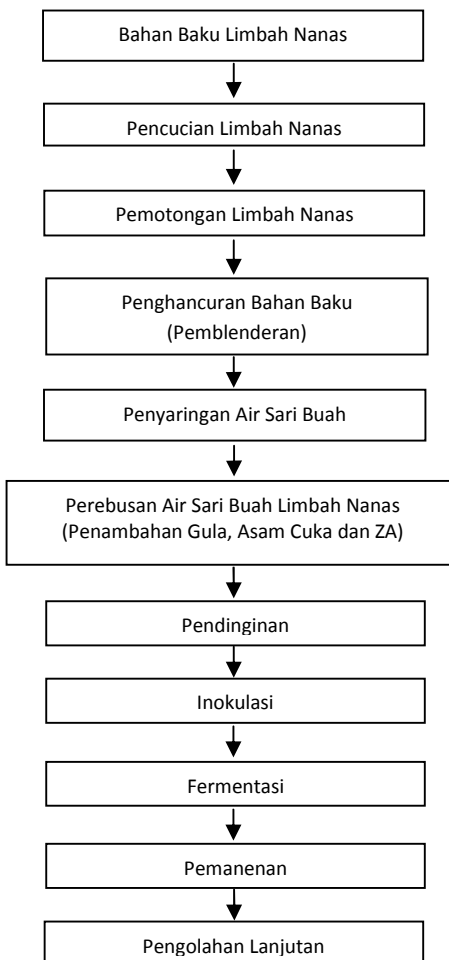 Bahan Baku Limbah Nanas
Pencucian Limbah Nanas
Pemotongan Limbah Nanas
Penghancuran Bahan Baku
(Pemblenderan)
Penyaringan Air Sari Buah
Perebusan Air Sari Buah Limbah Nanas
(Penambahan Gula, Asam Cuka dan ZA)
Pendinginan
Inokulasi
Fermentasi
Pemanenan
Pengolahan Lanjutan